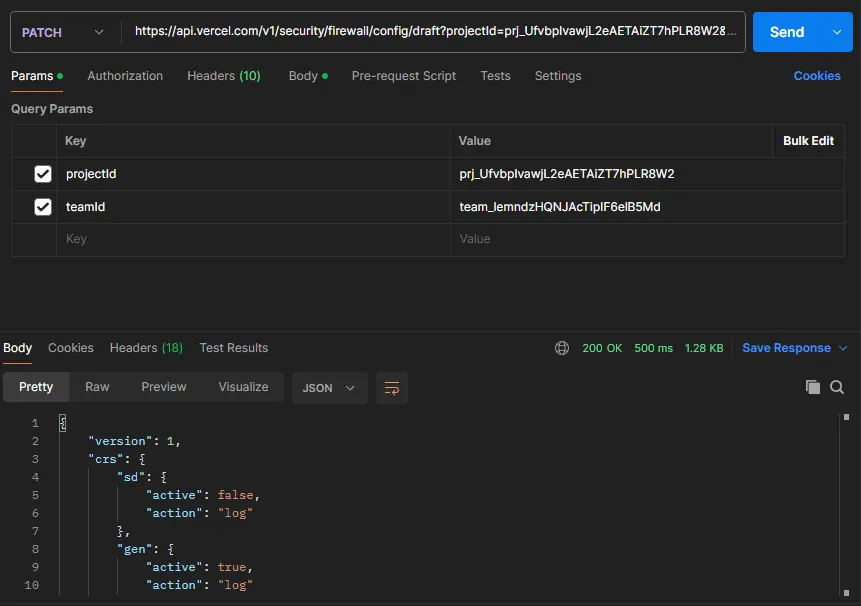 PATCH https://api.vercel.com/v1/security/firewall/config/draft?projectId=prj_UfvbpIvawjL2eAETAiZT7hPLR8W2&... Send
Params Authorization Headers (10) Body Pre-request Script Tests Settings Cookies
Query Params
Key Value Bulk Edit
projectId prj_UfvbpIvawjL2eAETAiZT7hPLR8W2
teamId team_lemndzHQNJAcTipIF6elB5Md
Key Value
Body Cookies Headers (18) Test Results 200 OK 500 ms 1.28 KB Save Response
Pretty Raw Preview Visualize JSON
1 {
2 "version": 1,
3 "crs": {
4 "sd": {
5 "active": false,
6 "action": "log"
7 },
8 "gen": {
9 "active": true,
10 "action": "log"